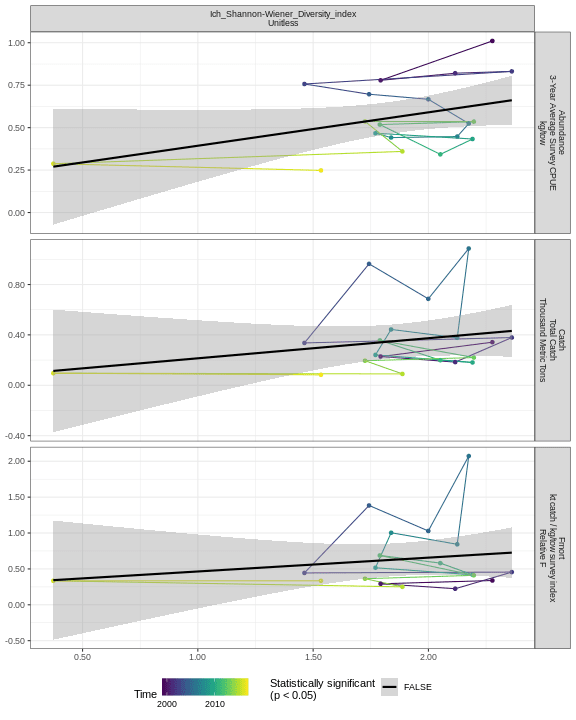 Ich_Shannon-Wiener_Diversity_index
Unitless
1.00
0.75
0.50
0.25
0.00
Abundance
3-Year Average Survey CPUE
kg/tow
0.80
0.40
0.00
-0.40
Catch
Total Catch
Thousand Metric Tons
2.00
1.50
1.00
0.50
0.00
-0.50
Fmort
kt catch / kg/tow survey index
Relative F
0.50
1.00
1.50
2.00
Time
2000
2010
Statistically significant
(p < 0.05)
FALSE